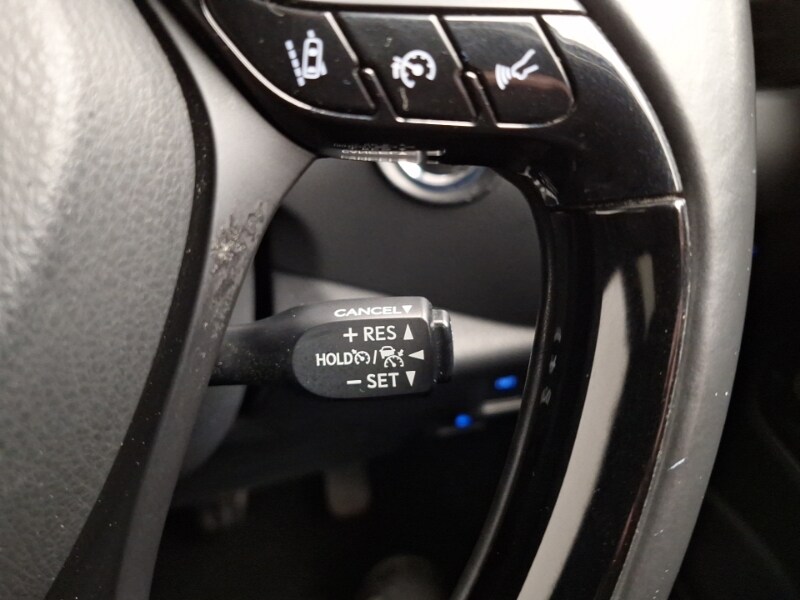 CANCEL▼
+ RES ▲
HOLD / ◄
– SET ▼